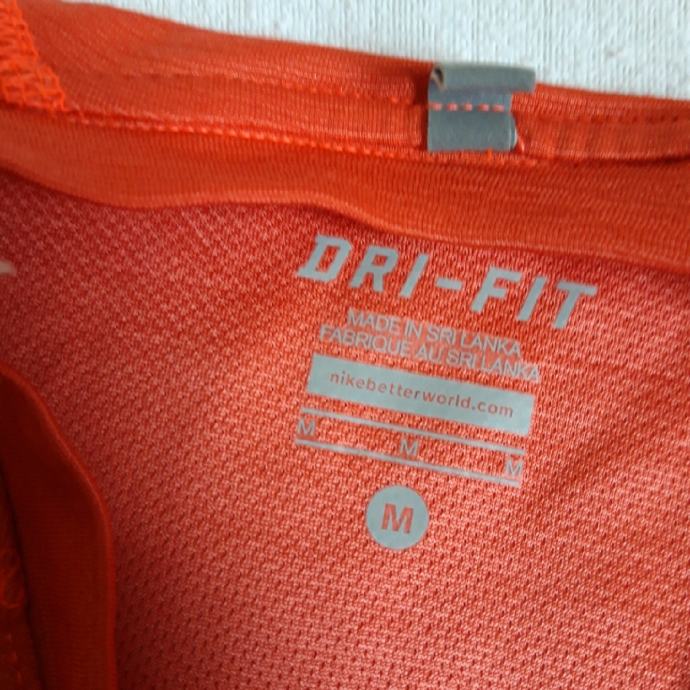 DRI-FIT
MADE IN SRI LANKA
FABRIQUE AU SRI LANKA
nikebetterworld.com
M M M
M